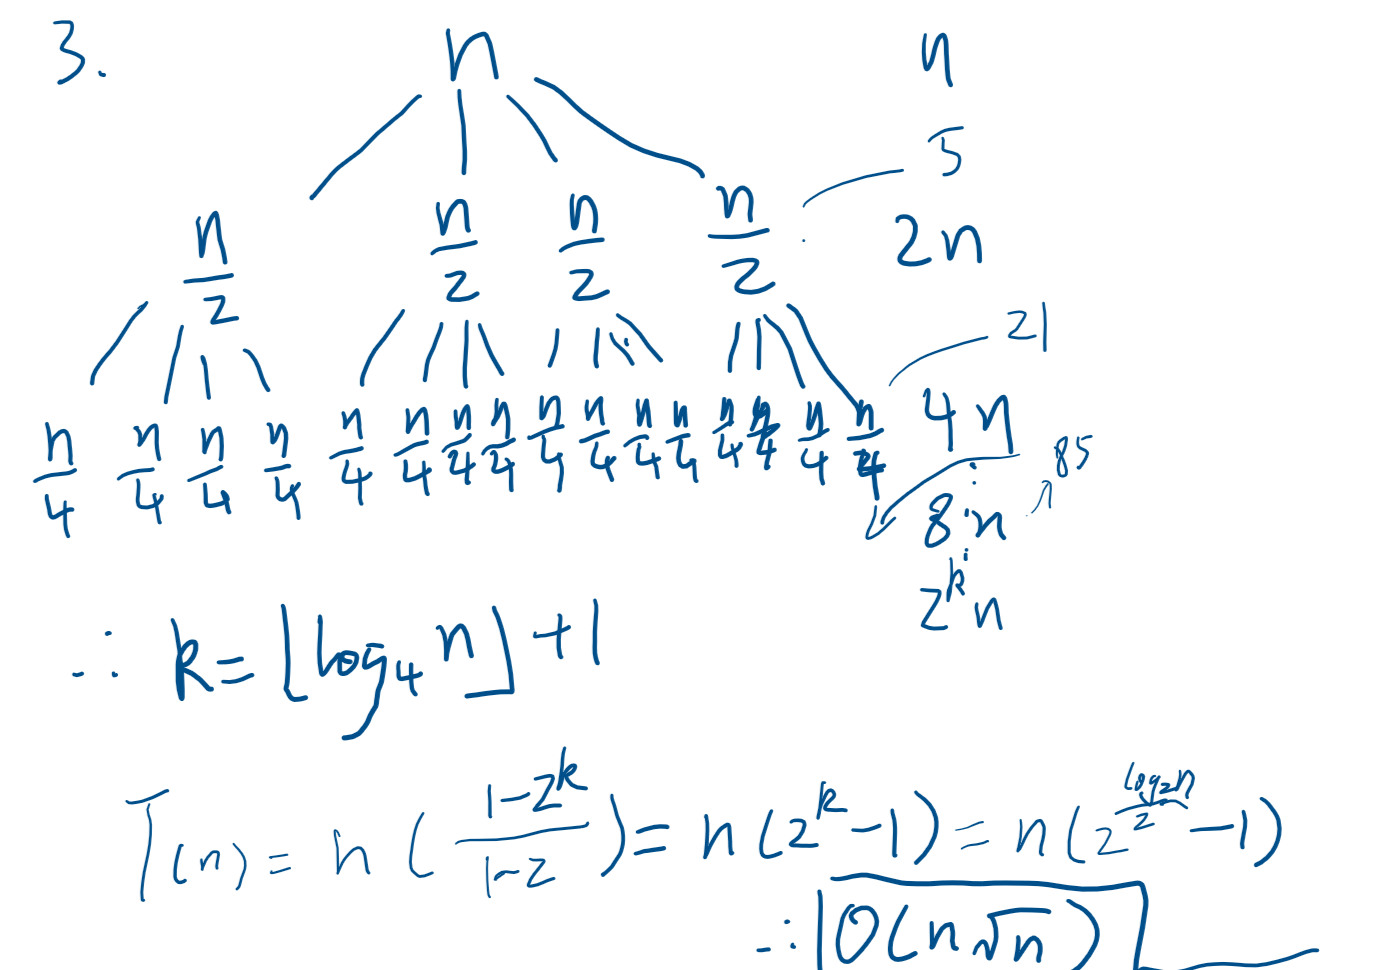 3.
n
n
5
n/2 n/2 n/2 n/2
2n
21
n/4 n/4 n/4 n/4 n/4 n/4 n/4 n/4 n/4 n/4 n/4 n/4 n/4 n/4 n/4 n/4
4n
85
8n
2^k n
∴ k = ⌊log₄ n⌋ + 1
T(n) = n ( (1-2^k)/(1-2) ) = n (2^k - 1) = n (2^((log₂n)/2) - 1)
∴ O(n√n)